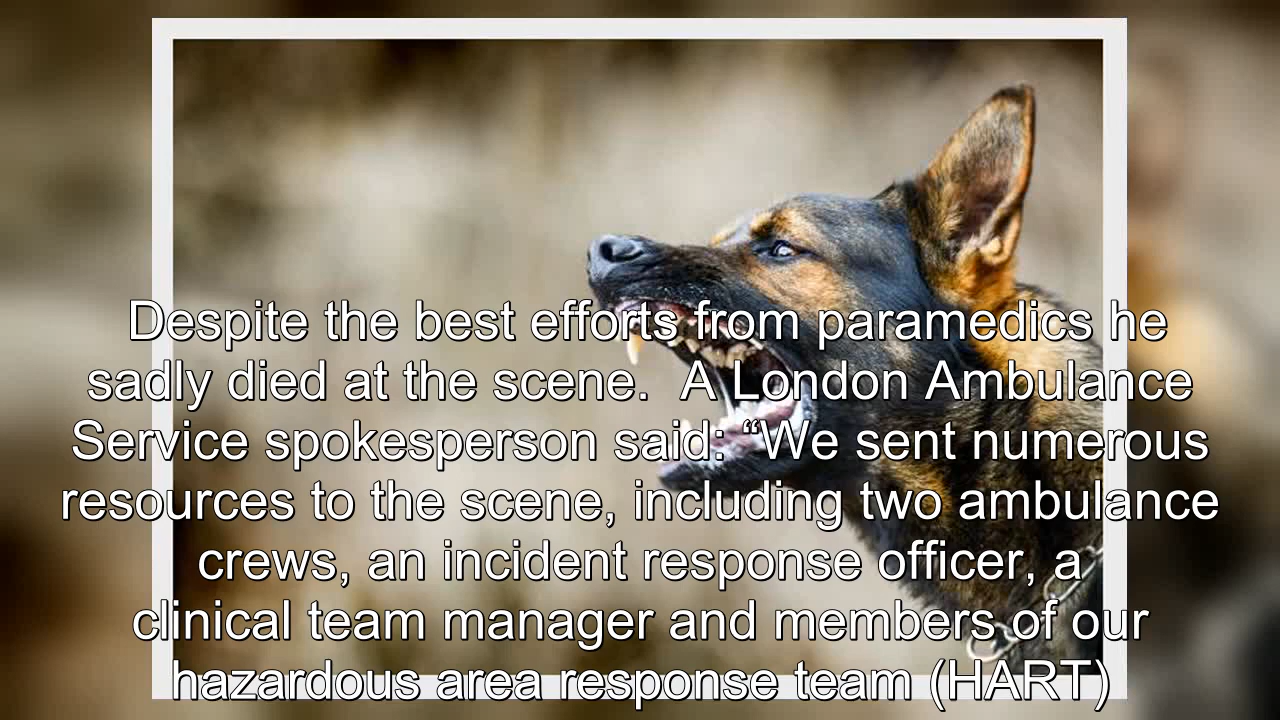 Despite the best efforts from paramedics he
sadly died at the scene.  A London Ambulance
Service spokesperson said: “We sent numerous
resources to the scene, including two ambulance
crews, an incident response officer, a
clinical team manager and members of our
hazardous area response team (HART)